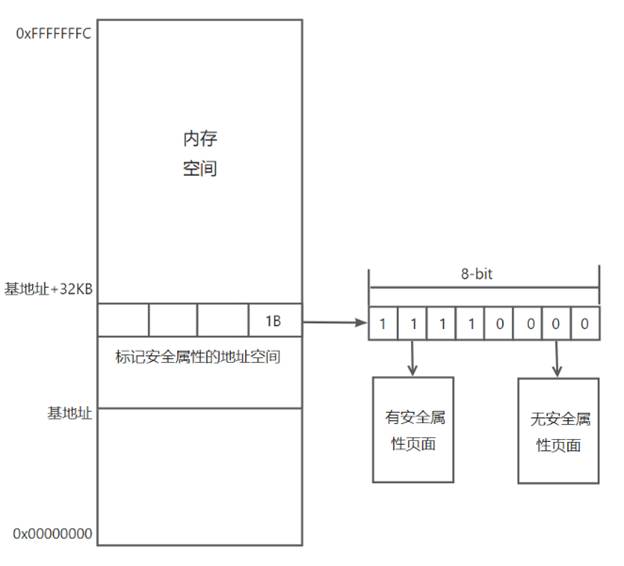 0xFFFFFFFC
内存
空间
基地址+32KB
8-bit
1B
1 1 1 1 0 0 0 0
标记安全属性的地址空间
基地址
有安全属
性页面
无安全属
性页面
0x00000000